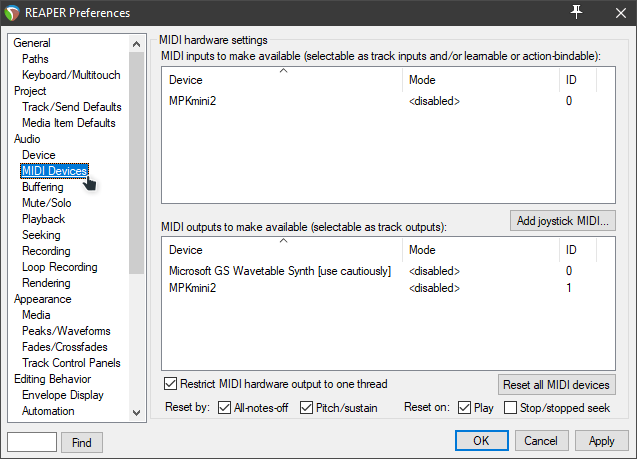 REAPER Preferences
General
Paths
Keyboard/Multitouch
Project
Track/Send Defaults
Media Item Defaults
Audio
Device
MIDI Devices
Buffering
Mute/Solo
Playback
Seeking
Recording
Loop Recording
Rendering
Appearance
Media
Peaks/Waveforms
Fades/Crossfades
Track Control Panels
Editing Behavior
Envelope Display
Automation
Find
MIDI hardware settings
MIDI inputs to make available (selectable as track inputs and/or learnable or action-bindable):
Device Mode ID
MPKmini2 <disabled> 0
Add joystick MIDI...
MIDI outputs to make available (selectable as track outputs):
Device Mode ID
Microsoft GS Wavetable Synth [use cautiously] <disabled> 0
MPKmini2 <disabled> 1
Restrict MIDI hardware output to one thread
Reset all MIDI devices
Reset by: All-notes-off Pitch/sustain Reset on: Play Stop/stopped seek
OK Cancel Apply